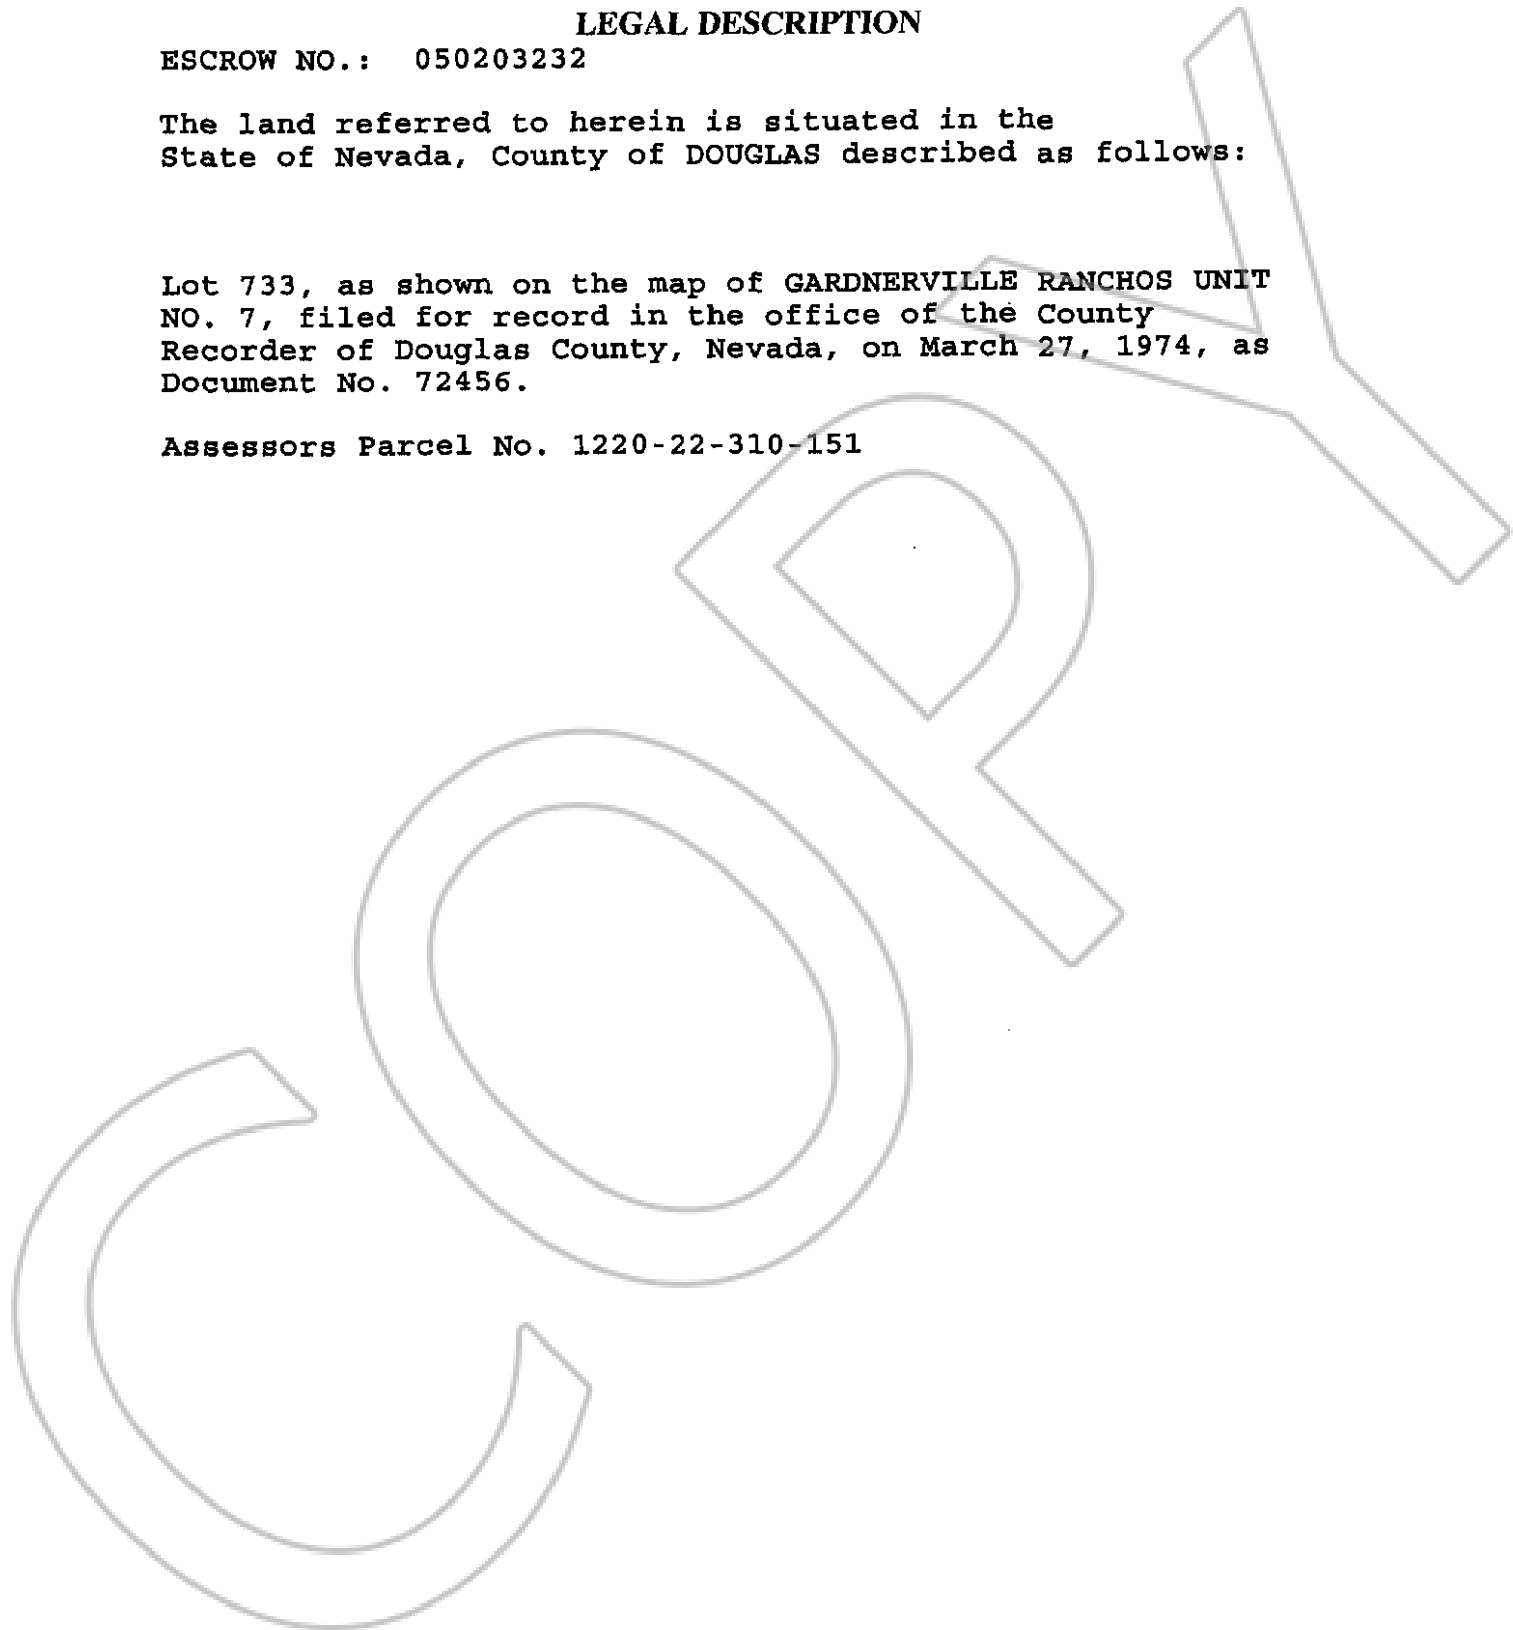 LEGAL DESCRIPTION
ESCROW NO.: 050203232
The land referred to herein is situated in the
State of Nevada, County of DOUGLAS described as follows:
Lot 733, as shown on the map of GARDNERVILLE RANCHOS UNIT
NO. 7, filed for record in the office of the County
Recorder of Douglas County, Nevada, on March 27, 1974, as
Document No. 72456.
Assessors Parcel No. 1220-22-310-151
COPY